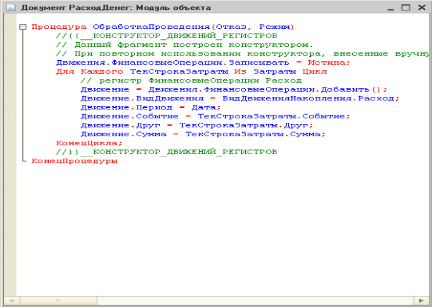 Документ РасходДенег: Модуль объекта
Процедура ОбработкаПроведения(Отказ, Режим)
//{{__КОНСТРУКТОР_ДВИЖЕНИЙ_РЕГИСТРОВ
// Данный фрагмент построен конструктором.
// При повторном использовании конструктора, внесенные вручну
Движения.ФинансовыеОперации.Записывать = Истина;
Для Каждого ТекСтрокаЗатраты Из Затраты Цикл
// регистр ФинансовыеОперации Расход
Движение = Движения.ФинансовыеОперации.Добавить();
Движение.ВидДвижения = ВидДвиженияНакопления.Расход;
Движение.Период = Дата;
Движение.Событие = ТекСтрокаЗатраты.Событие;
Движение.Друг = ТекСтрокаЗатраты.Друг;
Движение.Сумма = ТекСтрокаЗатраты.Сумма;
КонецЦикла;
//}}__КОНСТРУКТОР_ДВИЖЕНИЙ_РЕГИСТРОВ
КонецПроцедуры